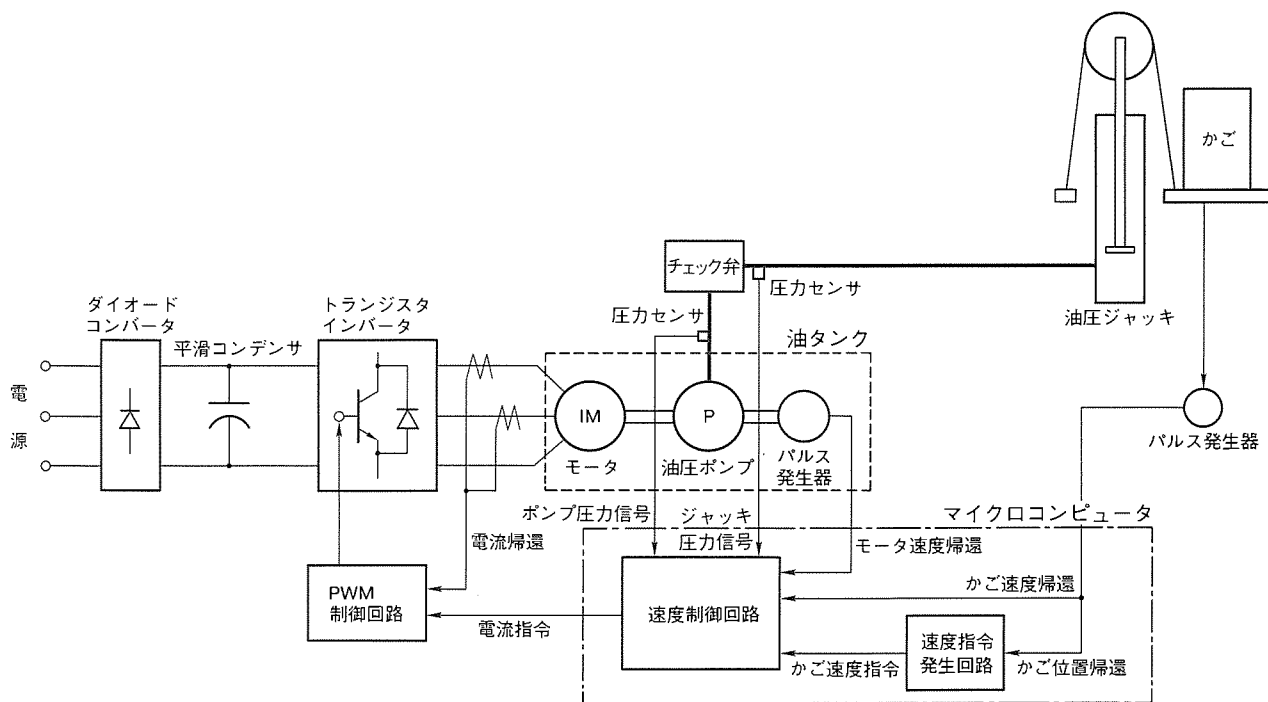 かご
チェック弁
圧力センサ
油圧ジャッキ
圧力センサ
ダイオード
コンバータ
平滑コンデンサ
トランジスタ
インバータ
油タンク
電
源
IM
P
モータ
油圧ポンプ
パルス
発生器
パルス発生器
ポンプ圧力信号
ジャッキ
圧力信号
マイクロコンピュータ
電流帰還
モータ速度帰還
PWM
制御回路
電流指令
速度制御回路
かご速度帰還
速度指令
発生回路
かご速度指令
かご位置帰還